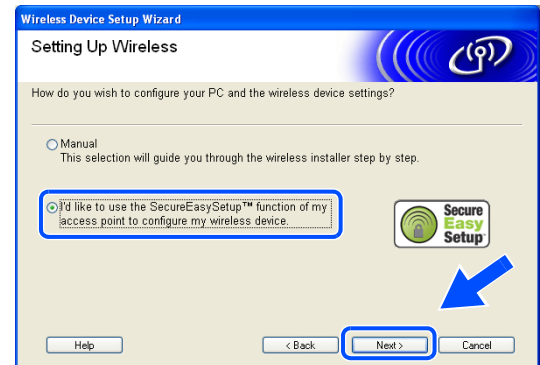 Wireless Device Setup Wizard
Setting Up Wireless
How do you wish to configure your PC and the wireless device settings?
Manual
This selection will guide you through the wireless installer step by step.
I'd like to use the SecureEasySetup™ function of my
access point to configure my wireless device.
Secure
Easy
Setup
Help
< Back
Next >
Cancel